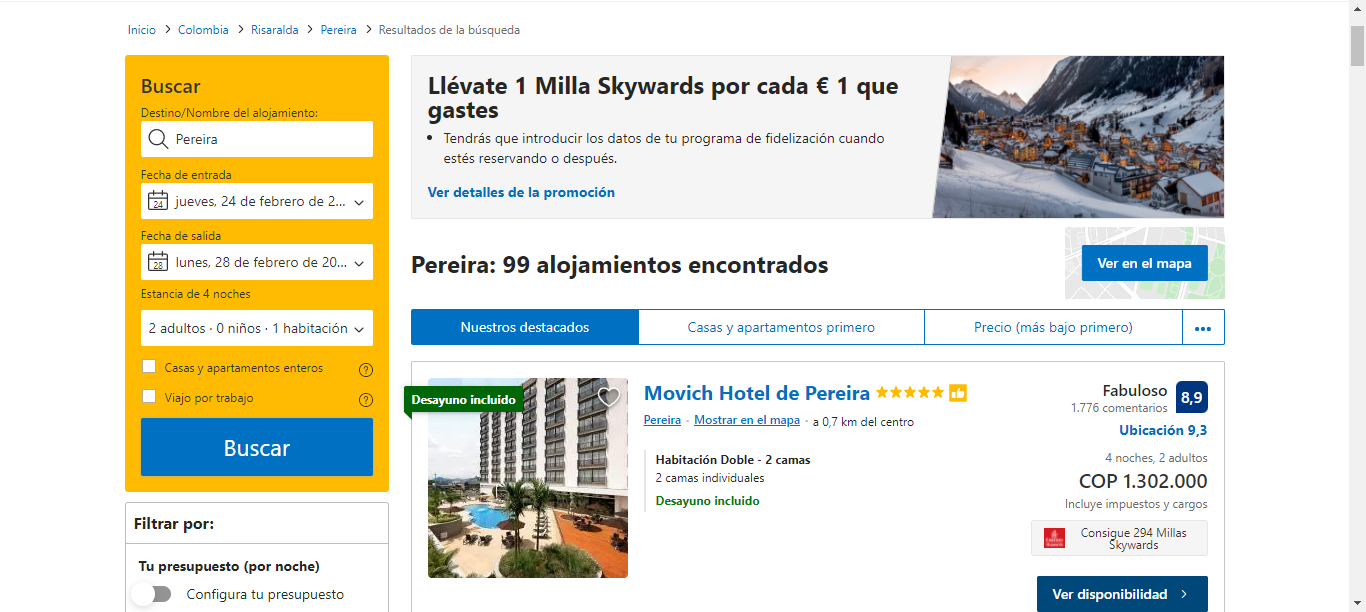 Inicio > Colombia > Risaralda > Pereira > Resultados de la búsqueda
Buscar
Destino/Nombre del alojamiento:
Pereira
Fecha de entrada
24
jueves, 24 de febrero de 2...
Fecha de salida
28
lunes, 28 de febrero de 20...
Estancia de 4 noches
2 adultos · 0 niños · 1 habitación
Casas y apartamentos enteros ?
Viajo por trabajo ?
Buscar
Filtrar por:
Tu presupuesto (por noche)
Configura tu presupuesto
Llévate 1 Milla Skywards por cada € 1 que
gastes
• Tendrás que introducir los datos de tu programa de fidelización cuando
estés reservando o después.
Ver detalles de la promoción
Pereira: 99 alojamientos encontrados
Ver en el mapa
Nuestros destacados
Casas y apartamentos primero
Precio (más bajo primero)
•••
Desayuno incluido
Movich Hotel de Pereira
Pereira · Mostrar en el mapa · a 0,7 km del centro
Habitación Doble - 2 camas
2 camas individuales
Desayuno incluido
Fabuloso
8,9
1.776 comentarios
Ubicación 9,3
4 noches, 2 adultos
COP 1.302.000
Incluye impuestos y cargos
Consigue 294 Millas
Skywards
Ver disponibilidad >